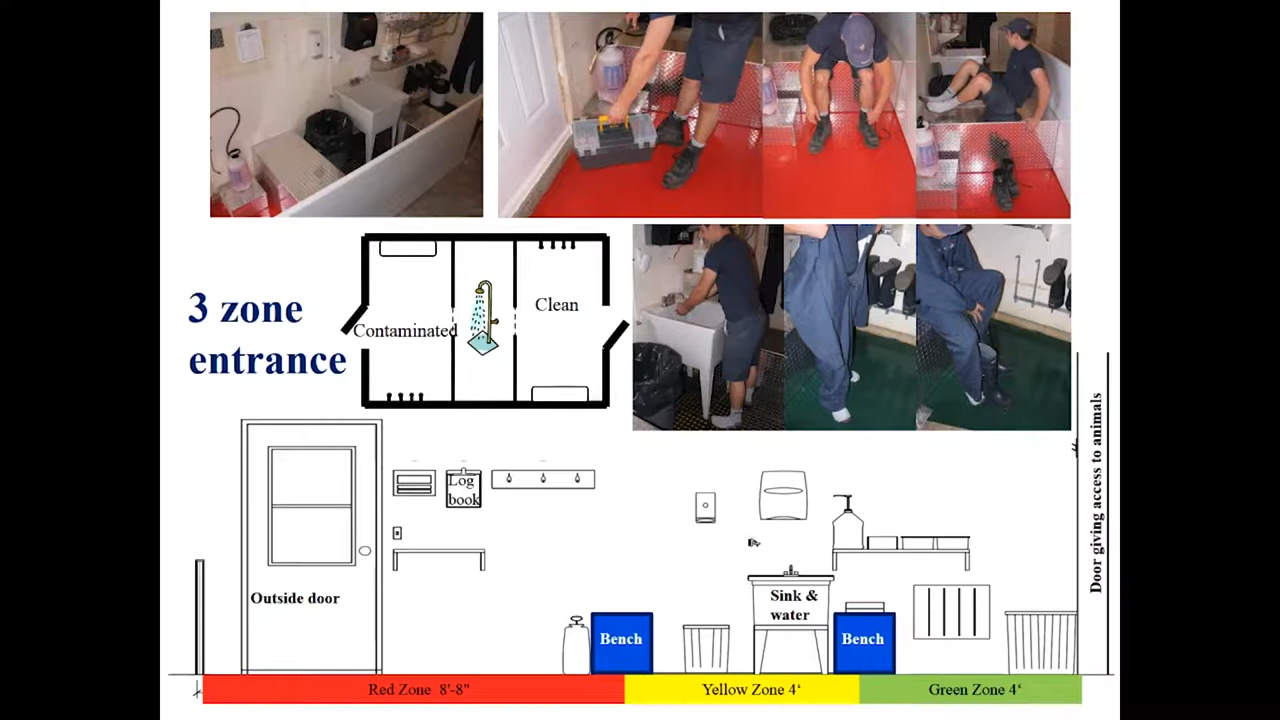 3 zone
entrance
Contaminated
Clean
Log
book
Outside door
Sink &
water
Bench
Bench
Door giving access to animals
Red Zone 8'-8"
Yellow Zone 4‘
Green Zone 4‘